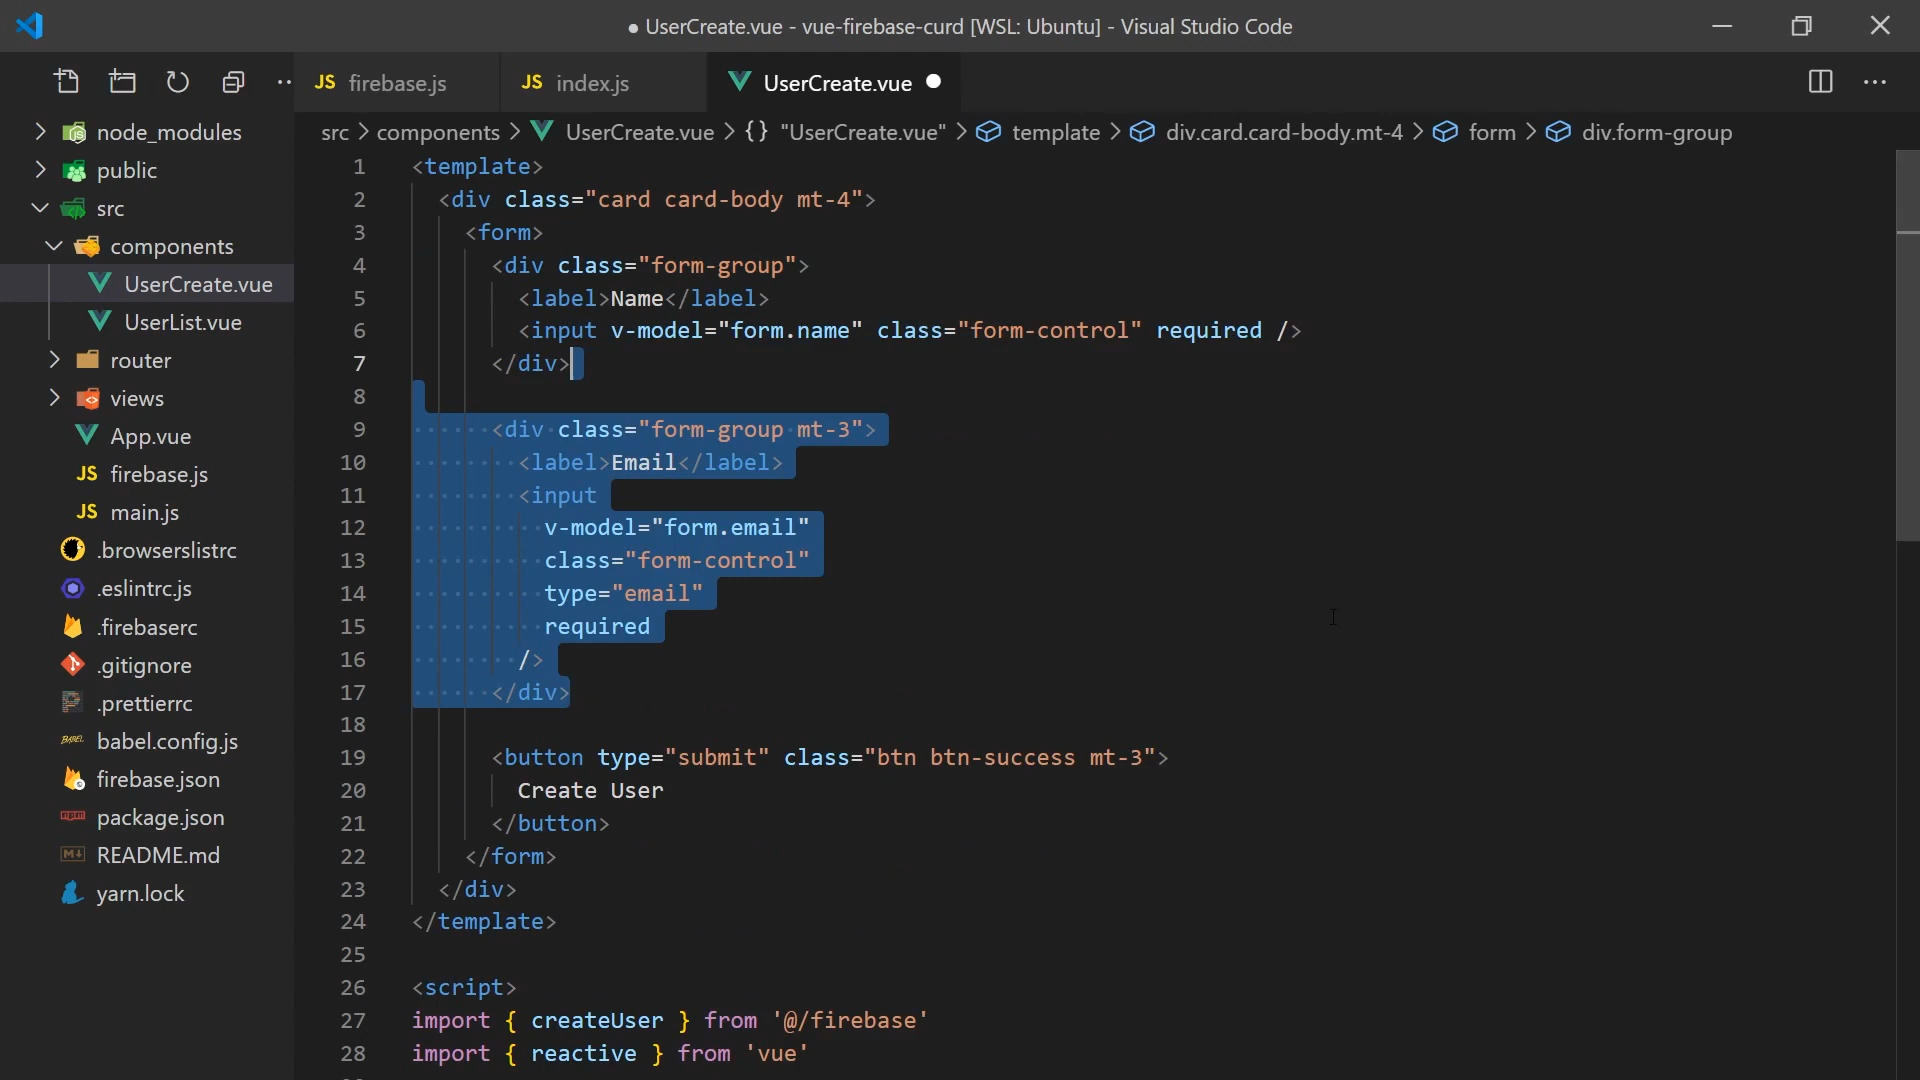 ● UserCreate.vue - vue-firebase-curd [WSL: Ubuntu] - Visual Studio Code
JS firebase.js
JS index.js
UserCreate.vue
src > components > UserCreate.vue > {} "UserCreate.vue" > template > div.card.card-body.mt-4 > form > div.form-group
node_modules
public
src
components
UserCreate.vue
UserList.vue
router
views
App.vue
JS firebase.js
JS main.js
.browserslistrc
.eslintrc.js
.firebaserc
.gitignore
.prettierrc
BABEL babel.config.js
firebase.json
package.json
M↓ README.md
yarn.lock
1 <template>
2 <div class="card card-body mt-4">
3 <form>
4 <div class="form-group">
5 <label>Name</label>
6 <input v-model="form.name" class="form-control" required />
7 </div>
8
9 <div class="form-group mt-3">
10 <label>Email</label>
11 <input
12 v-model="form.email"
13 class="form-control"
14 type="email"
15 required
16 />
17 </div>
18
19 <button type="submit" class="btn btn-success mt-3">
20 Create User
21 </button>
22 </form>
23 </div>
24 </template>
25
26 <script>
27 import { createUser } from '@/firebase'
28 import { reactive } from 'vue'